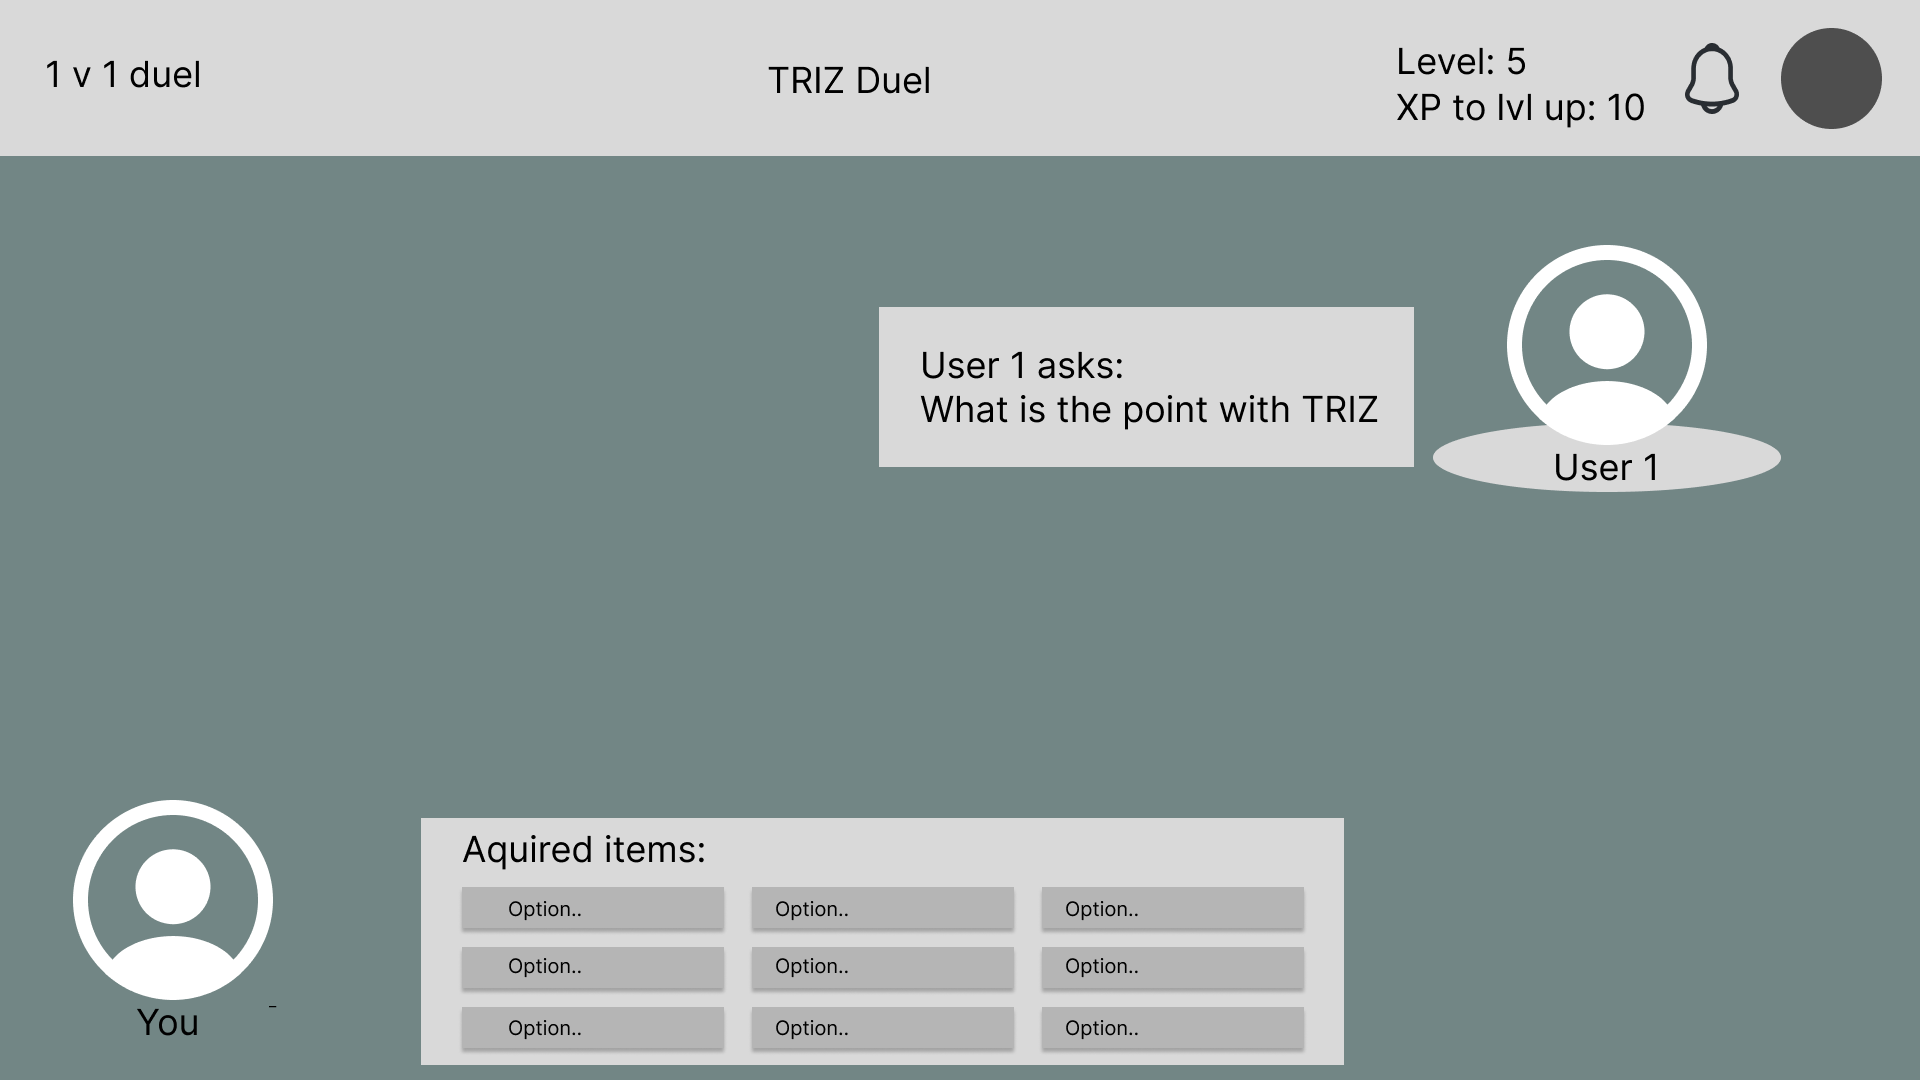 1 v 1 duel
TRIZ Duel
Level: 5
XP to lvl up: 10
User 1 asks:
What is the point with TRIZ
User 1
Aquired items:
Option..
Option..
Option..
Option..
Option..
Option..
Option..
Option..
Option..
-
You